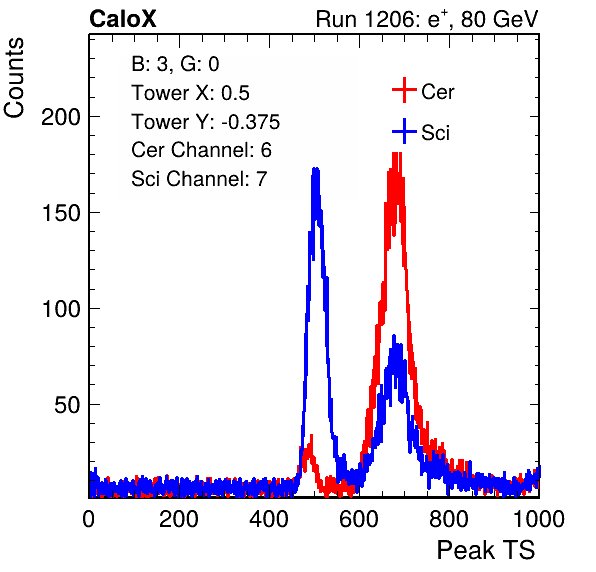 CaloX Run 1206: e+, 80 GeV
B: 3, G: 0
Tower X: 0.5
Tower Y: -0.375
Cer Channel: 6
Sci Channel: 7
Cer
Sci
Counts
200
150
100
50
0 200 400 600 800 1000
Peak TS